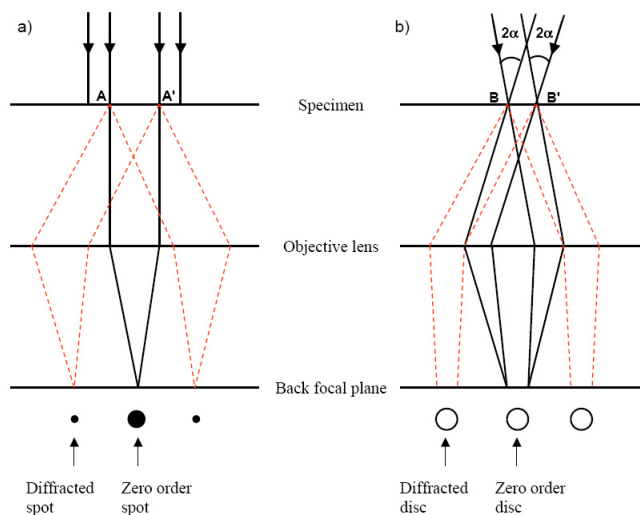 a)
b)
2α 2α
A A'
B B'
Specimen
Objective lens
Back focal plane
Diffracted
spot
Zero order
spot
Diffracted
disc
Zero order
disc